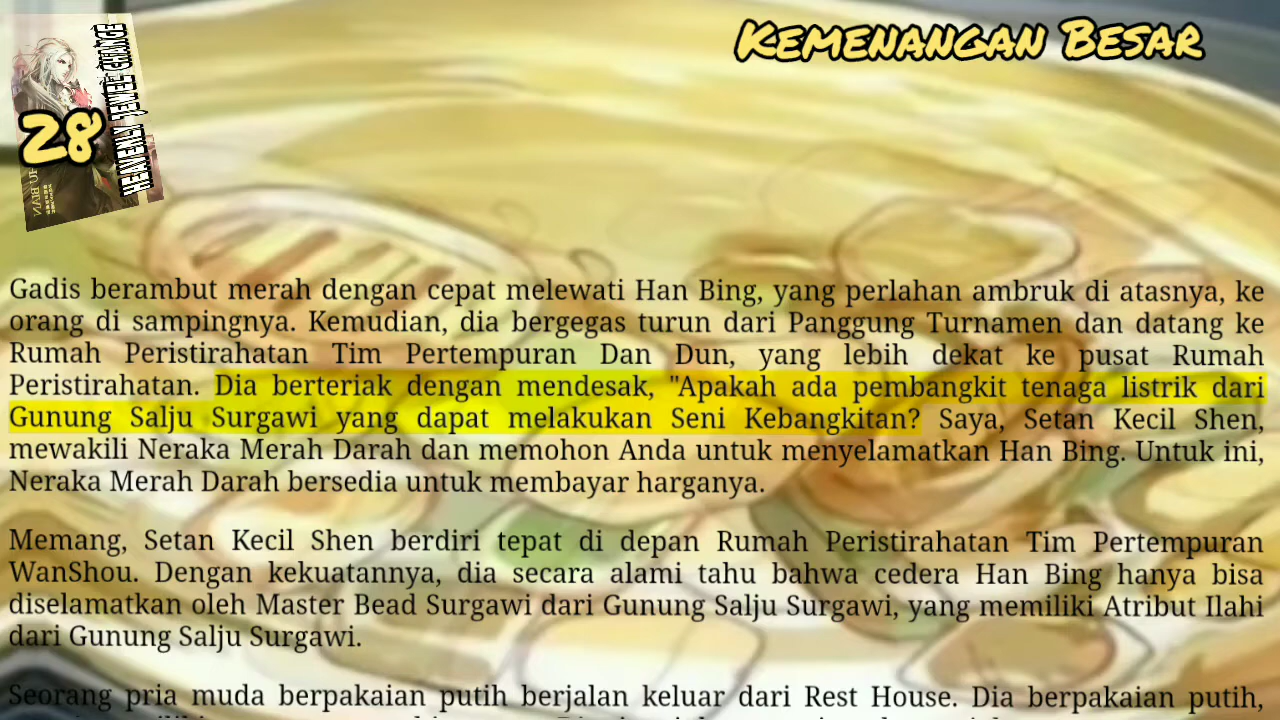 Kemenangan Besar
28
HEAVENLY JEWEL CHANGE
Gadis berambut merah dengan cepat melewati Han Bing, yang perlahan ambruk di atasnya, ke
orang di sampingnya. Kemudian, dia bergegas turun dari Panggung Turnamen dan datang ke
Rumah Peristirahatan Tim Pertempuran Dan Dun, yang lebih dekat ke pusat Rumah
Peristirahatan. Dia berteriak dengan mendesak, "Apakah ada pembangkit tenaga listrik dari
Gunung Salju Surgawi yang dapat melakukan Seni Kebangkitan? Saya, Setan Kecil Shen,
mewakili Neraka Merah Darah dan memohon Anda untuk menyelamatkan Han Bing. Untuk ini,
Neraka Merah Darah bersedia untuk membayar harganya.
Memang, Setan Kecil Shen berdiri tepat di depan Rumah Peristirahatan Tim Pertempuran
WanShou. Dengan kekuatannya, dia secara alami tahu bahwa cedera Han Bing hanya bisa
diselamatkan oleh Master Bead Surgawi dari Gunung Salju Surgawi, yang memiliki Atribut Ilahi
dari Gunung Salju Surgawi.
Seorang pria muda berpakaian putih berjalan keluar dari Rest House. Dia berpakaian putih,